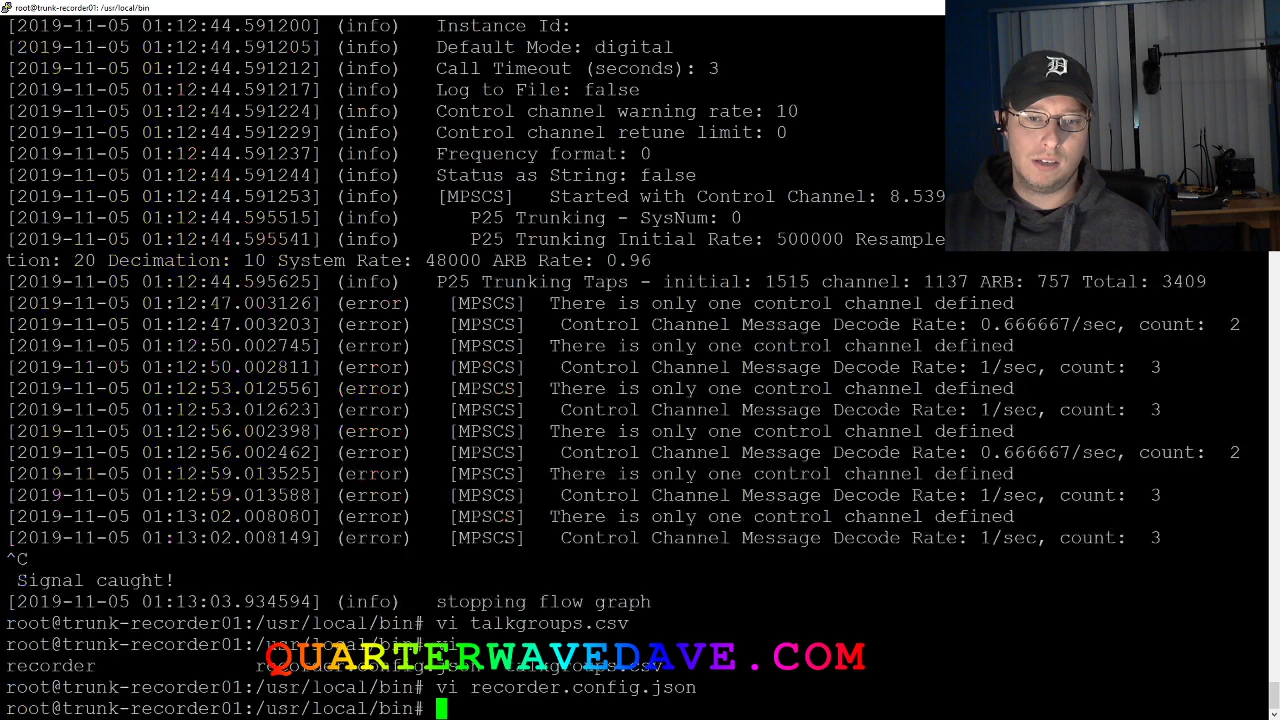 root@trunk-recorder01: /usr/local/bin
[2019-11-05 01:12:44.591200] (info)   Instance Id:
[2019-11-05 01:12:44.591205] (info)   Default Mode: digital
[2019-11-05 01:12:44.591212] (info)   Call Timeout (seconds): 3
[2019-11-05 01:12:44.591217] (info)   Log to File: false
[2019-11-05 01:12:44.591224] (info)   Control channel warning rate: 10
[2019-11-05 01:12:44.591229] (info)   Control channel retune limit: 0
[2019-11-05 01:12:44.591237] (info)   Frequency format: 0
[2019-11-05 01:12:44.591244] (info)   Status as String: false
[2019-11-05 01:12:44.591253] (info)   [MPSCS]   Started with Control Channel: 8.539
[2019-11-05 01:12:44.595515] (info)      P25 Trunking - SysNum: 0
[2019-11-05 01:12:44.595541] (info)      P25 Trunking Initial Rate: 500000 Resample
tion: 20 Decimation: 10 System Rate: 48000 ARB Rate: 0.96
[2019-11-05 01:12:44.595625] (info)   P25 Trunking Taps - initial: 1515 channel: 1137 ARB: 757 Total: 3409
[2019-11-05 01:12:47.003126] (error)   [MPSCS]  There is only one control channel defined
[2019-11-05 01:12:47.003203] (error)   [MPSCS]   Control Channel Message Decode Rate: 0.666667/sec, count:  2
[2019-11-05 01:12:50.002745] (error)   [MPSCS]  There is only one control channel defined
[2019-11-05 01:12:50.002811] (error)   [MPSCS]   Control Channel Message Decode Rate: 1/sec, count:  3
[2019-11-05 01:12:53.012556] (error)   [MPSCS]  There is only one control channel defined
[2019-11-05 01:12:53.012623] (error)   [MPSCS]   Control Channel Message Decode Rate: 1/sec, count:  3
[2019-11-05 01:12:56.002398] (error)   [MPSCS]  There is only one control channel defined
[2019-11-05 01:12:56.002462] (error)   [MPSCS]   Control Channel Message Decode Rate: 0.666667/sec, count:  2
[2019-11-05 01:12:59.013525] (error)   [MPSCS]  There is only one control channel defined
[2019-11-05 01:12:59.013588] (error)   [MPSCS]   Control Channel Message Decode Rate: 1/sec, count:  3
[2019-11-05 01:13:02.008080] (error)   [MPSCS]  There is only one control channel defined
[2019-11-05 01:13:02.008149] (error)   [MPSCS]   Control Channel Message Decode Rate: 1/sec, count:  3
^C
 Signal caught!
[2019-11-05 01:13:03.934594] (info)   stopping flow graph
root@trunk-recorder01:/usr/local/bin# vi talkgroups.csv
root@trunk-recorder01:/usr/local/bin# vi
recorder
QUARTERWAVEDAVE.COM
root@trunk-recorder01:/usr/local/bin# vi recorder.config.json
root@trunk-recorder01:/usr/local/bin#